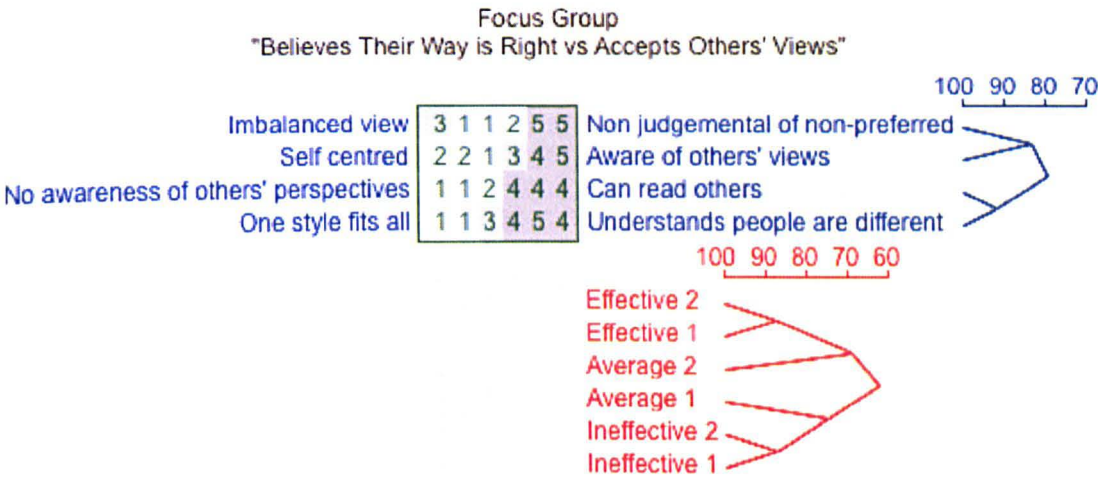 Focus Group
"Believes Their Way is Right vs Accepts Others' Views"
100 90 80 70
Imbalanced view 3 1 1 2 5 5 Non judgemental of non-preferred
Self centred 2 2 1 3 4 5 Aware of others' views
No awareness of others' perspectives 1 1 2 4 4 4 Can read others
One style fits all 1 1 3 4 5 4 Understands people are different
100 90 80 70 60
Effective 2
Effective 1
Average 2
Average 1
Ineffective 2
Ineffective 1